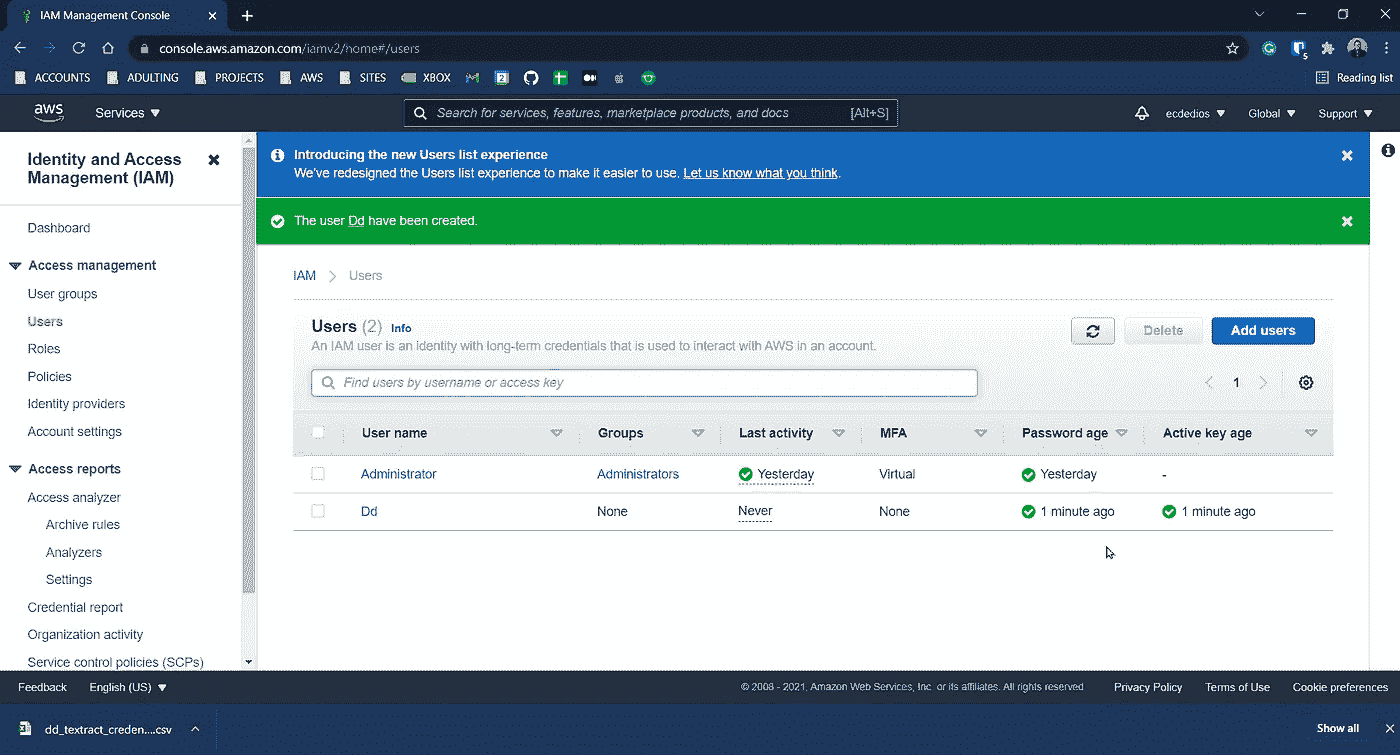 IAM Management Console
console.aws.amazon.com/iamv2/home#/users
5
ACCOUNTS ADULTING PROJECTS AWS SITES XBOX 2 Reading list
aws Services Search for services, features, marketplace products, and docs [Alt+S] ecdedios Global Support
Identity and Access
Management (IAM)
Dashboard
Access management
User groups
Users
Roles
Policies
Identity providers
Account settings
Access reports
Access analyzer
Archive rules
Analyzers
Settings
Credential report
Organization activity
Service control policies (SCPs)
Introducing the new Users list experience
We've redesigned the Users list experience to make it easier to use. Let us know what you think.
The user Dd have been created.
IAM Users
Users (2) Info
An IAM user is an identity with long-term credentials that is used to interact with AWS in an account.
Delete Add users
Find users by username or access key
1
User name Groups Last activity MFA Password age Active key age
Administrator Administrators Yesterday Virtual Yesterday -
Dd None Never None 1 minute ago 1 minute ago
Feedback English (US) © 2008 - 2021, Amazon Web Services, Inc. or its affiliates. All rights reserved Privacy Policy Terms of Use Cookie preferences
dd_textract_creden....csv Show all